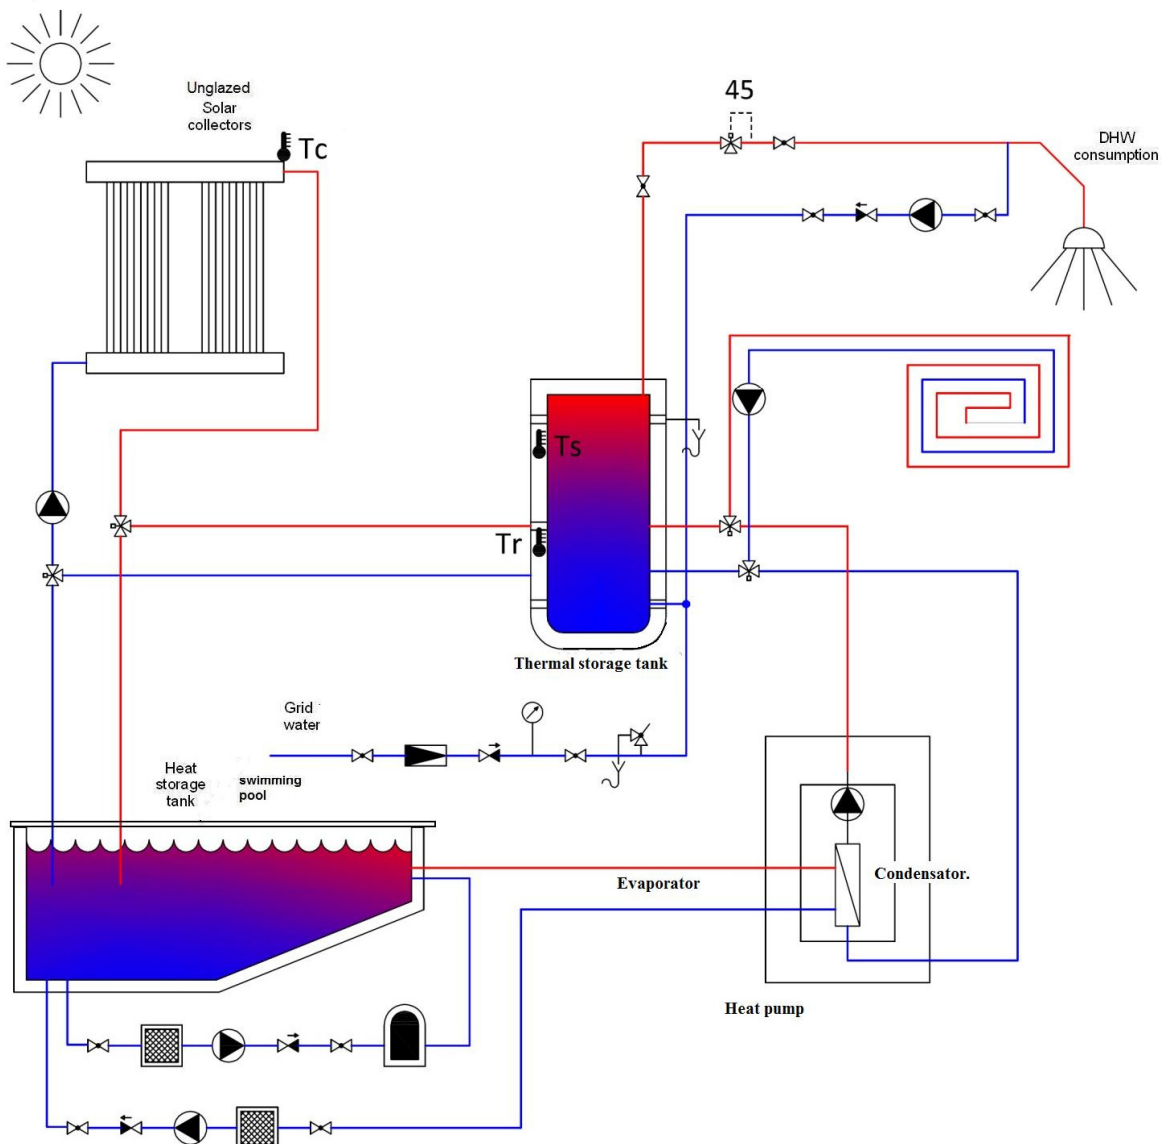 Unglazed
Solar
collectors
Tc
45
DHW
consumption
Ts
Tr
Thermal storage tank
Grid
water
Heat
storage
tank
swimming
pool
Evaporator
Condensator.
Heat pump